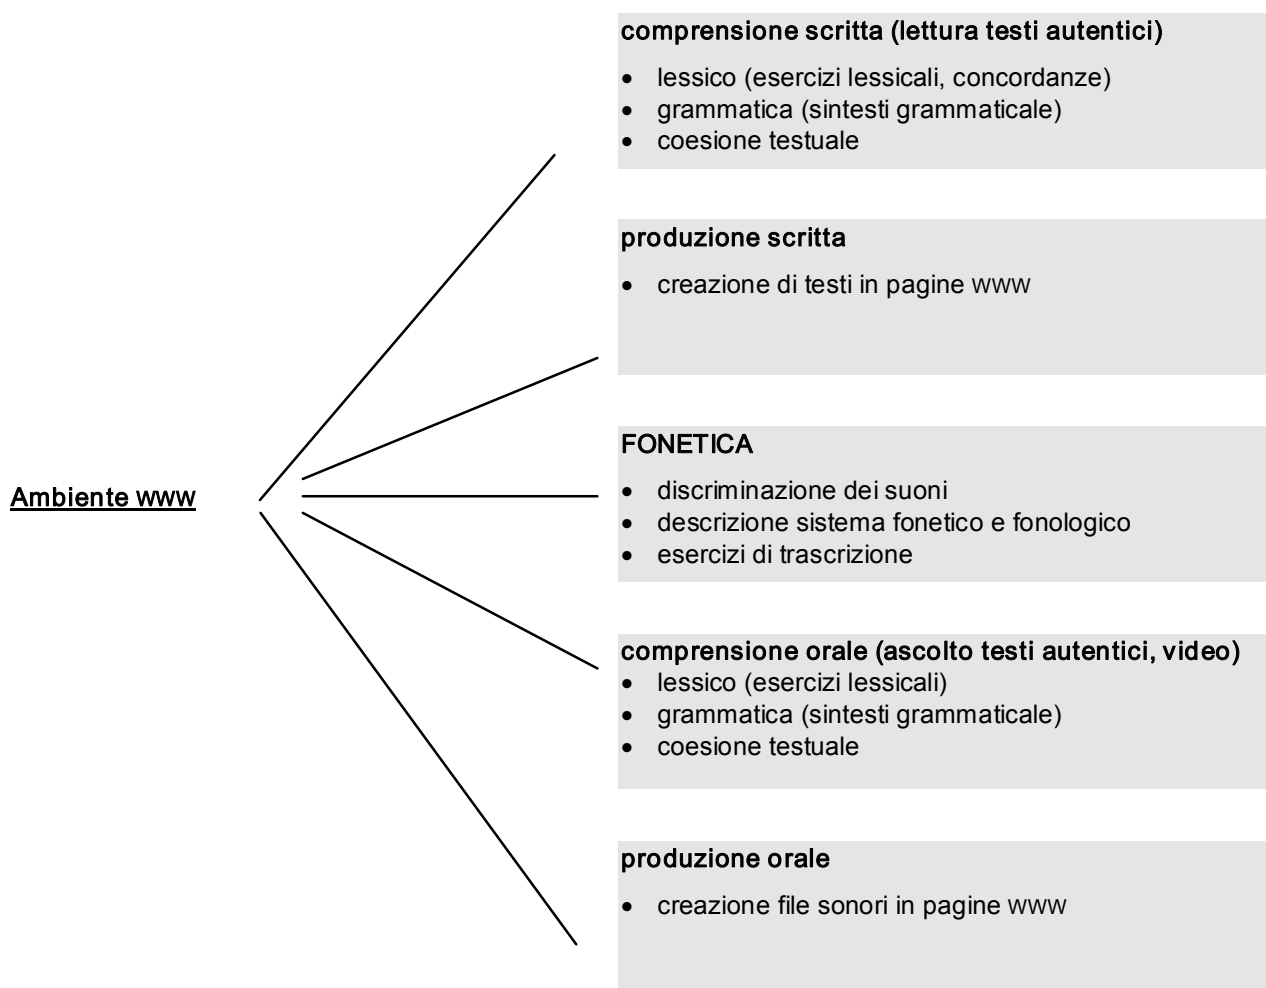 comprensione scritta (lettura testi autentici)
• lessico (esercizi lessicali, concordanze)
• grammatica (sintesti grammaticale)
• coesione testuale
produzione scritta
• creazione di testi in pagine www
FONETICA
• discriminazione dei suoni
• descrizione sistema fonetico e fonologico
• esercizi di trascrizione
Ambiente www
comprensione orale (ascolto testi autentici, video)
• lessico (esercizi lessicali)
• grammatica (sintesti grammaticale)
• coesione testuale
produzione orale
• creazione file sonori in pagine www